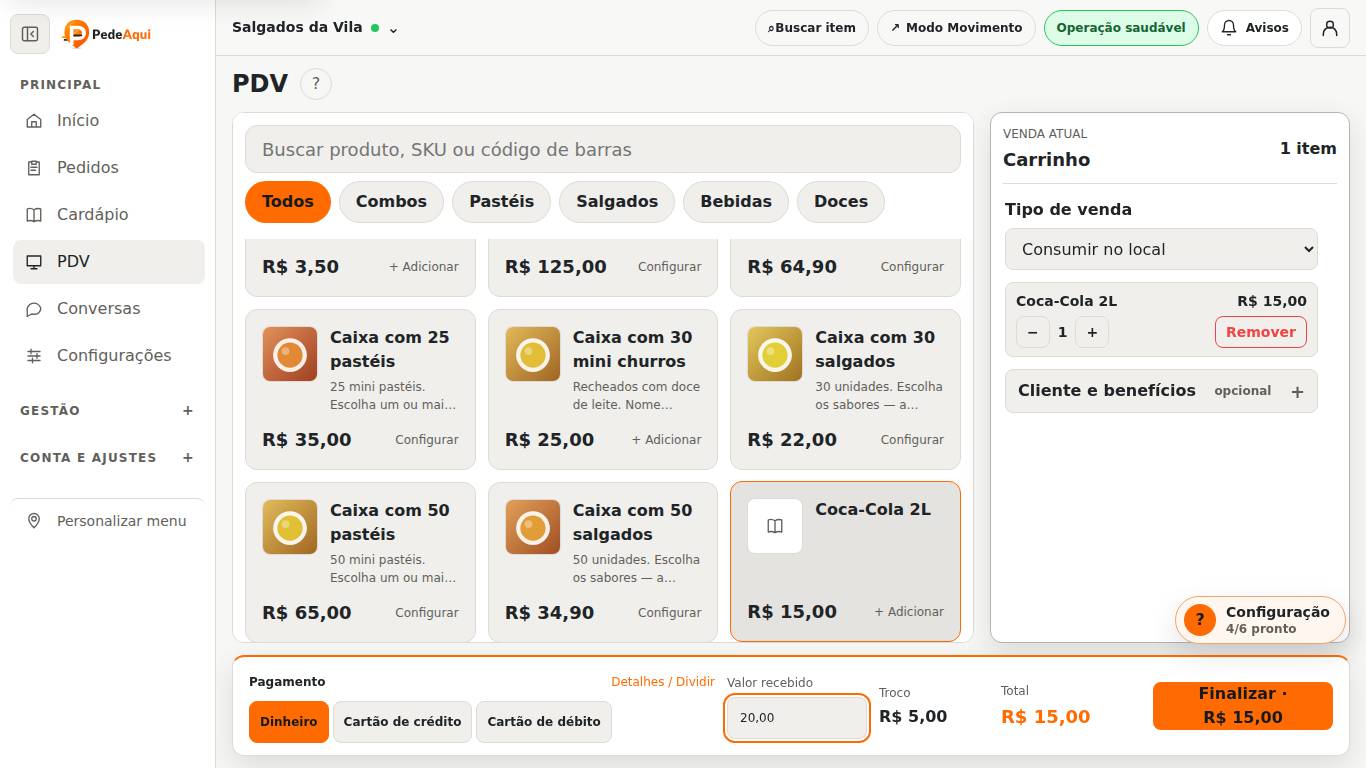 PedeAqui
PRINCIPAL
Início
Pedidos
Cardápio
PDV
Conversas
Configurações
GESTÃO +
CONTA E AJUSTES +
Personalizar menu
Salgados da Vila
Buscar item
↗ Modo Movimento
Operação saudável
Avisos
PDV ?
Buscar produto, SKU ou código de barras
Todos Combos Pastéis Salgados Bebidas Doces
R$ 3,50 + Adicionar
R$ 125,00 Configurar
R$ 64,90 Configurar
Caixa com 25
pastéis
25 mini pastéis.
Escolha um ou mai…
R$ 35,00 Configurar
Caixa com 30
mini churros
Recheados com doce
de leite. Nome…
R$ 25,00 + Adicionar
Caixa com 30
salgados
30 unidades. Escolha
os sabores — a…
R$ 22,00 Configurar
Caixa com 50
pastéis
50 mini pastéis.
Escolha um ou mai…
R$ 65,00 Configurar
Caixa com 50
salgados
50 unidades. Escolha
os sabores — a…
R$ 34,90 Configurar
Coca-Cola 2L
R$ 15,00 + Adicionar
VENDA ATUAL
Carrinho
1 item
Tipo de venda
Consumir no local
Coca-Cola 2L R$ 15,00
− 1 + Remover
Cliente e benefícios opcional +
? Configuração
4/6 pronto
Pagamento Detalhes / Dividir
Dinheiro Cartão de crédito Cartão de débito
Valor recebido
20,00
Troco
R$ 5,00
Total
R$ 15,00
Finalizar ·
R$ 15,00